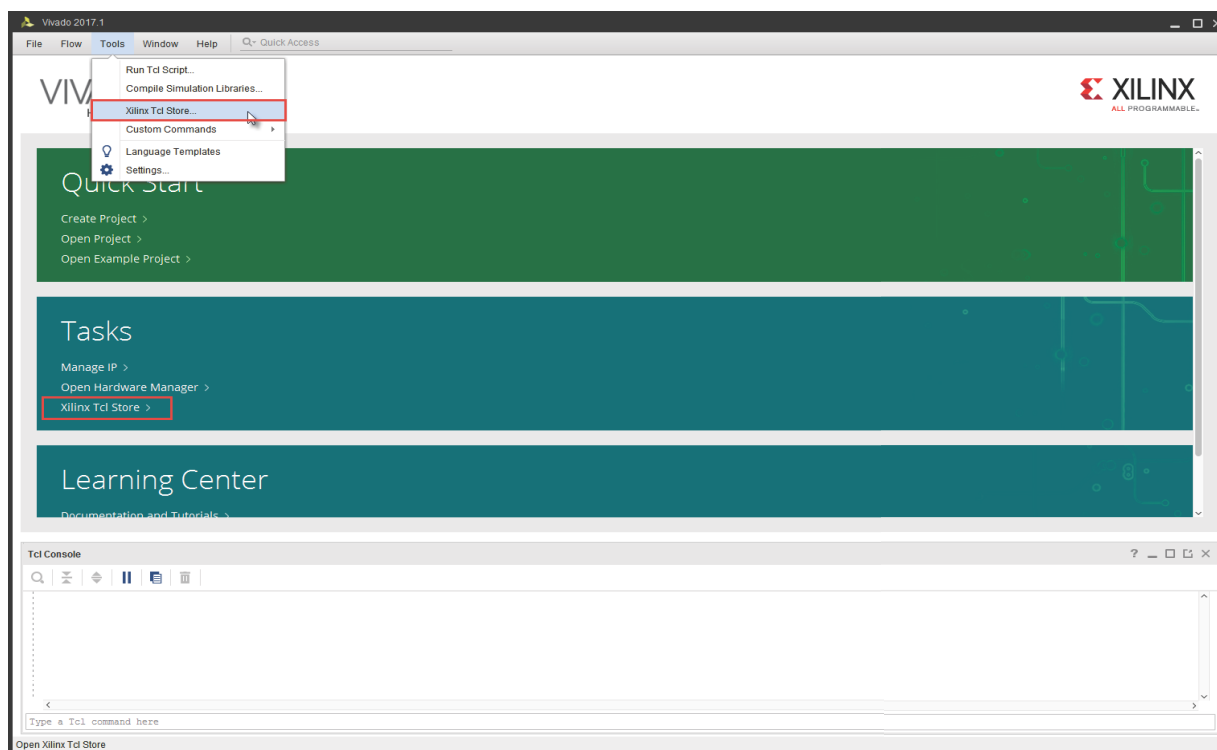 Vivado 2017.1
File Flow Tools Window Help Quick Access
Run Tcl Script...
Compile Simulation Libraries...
Xilinx Tcl Store...
Custom Commands
Language Templates
Settings...
XILINX
ALL PROGRAMMABLE
Quick Start
Create Project >
Open Project >
Open Example Project >
Tasks
Manage IP >
Open Hardware Manager >
Xilinx Tcl Store >
Learning Center
Documentation and Tutorials >
Tcl Console
Type a Tcl command here
Open Xilinx Tcl Store